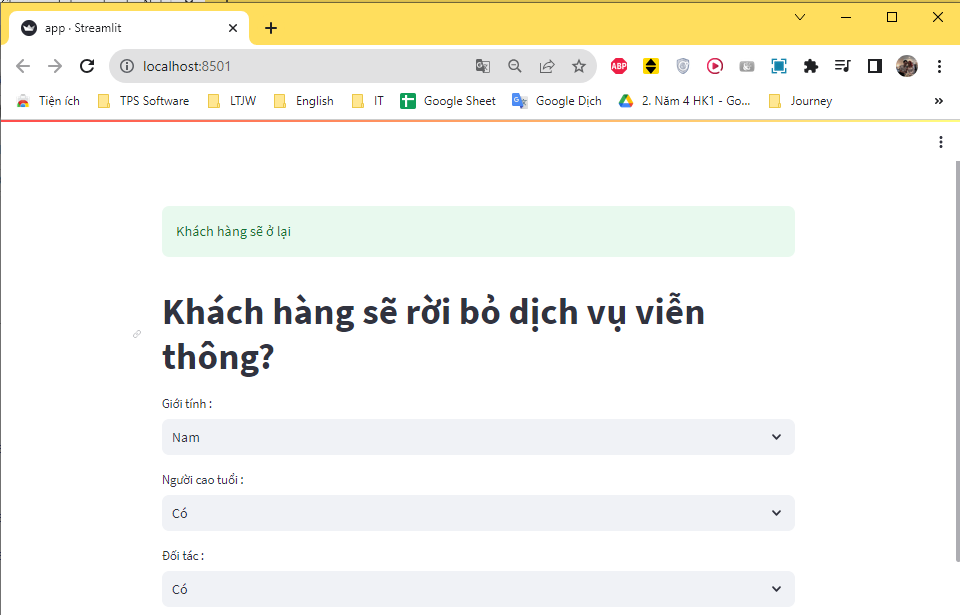 app · Streamlit
localhost:8501
ABP
Tiện ích
TPS Software
LTJW
English
IT
Google Sheet
Google Dịch
2. Năm 4 HK1 - Go...
Journey
»
Khách hàng sẽ ở lại
Khách hàng sẽ rời bỏ dịch vụ viễn
thông?
Giới tính :
Nam
Người cao tuổi :
Có
Đối tác :
Có